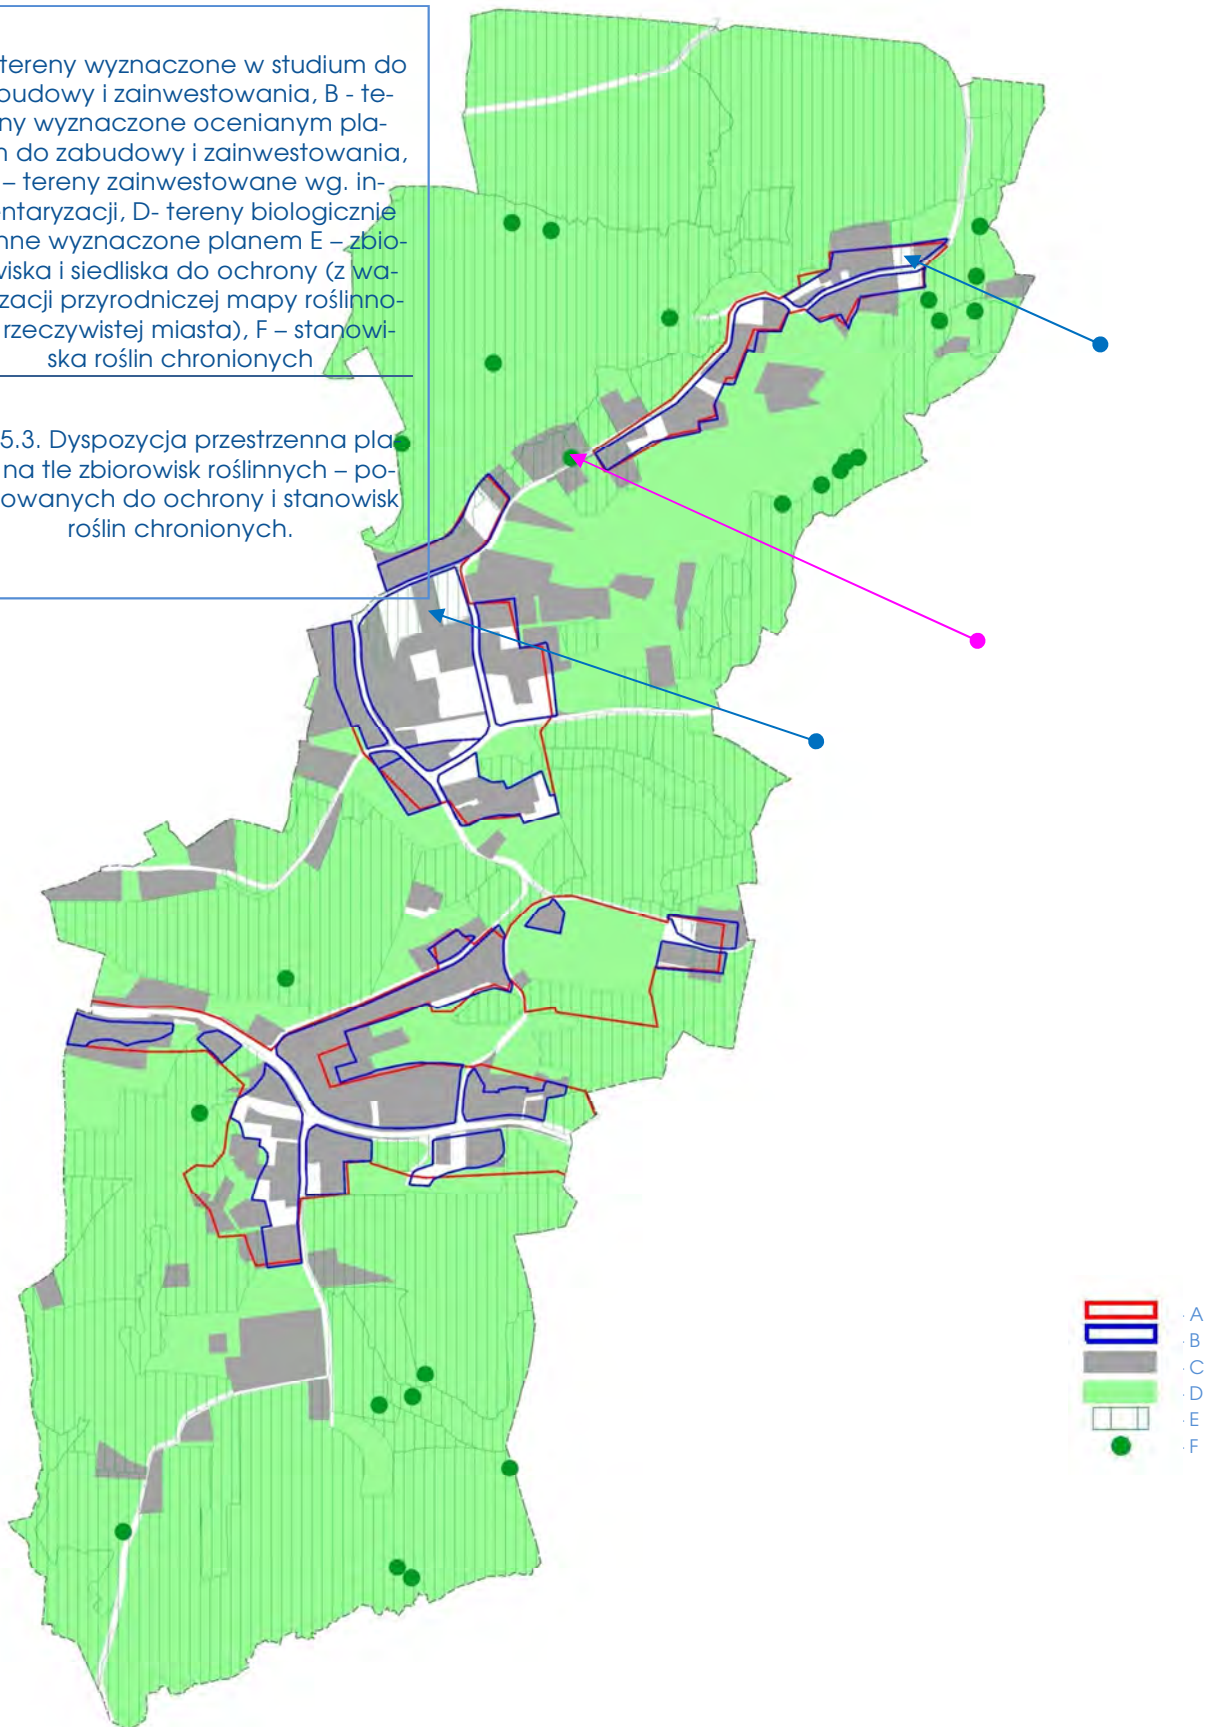 tereny wyznaczone w studium do
budowy i zainwestowania, B - te-
ny wyznaczone ocenianym pla-
do zabudowy i zainwestowania,
– tereny zainwestowane wg. in-
entaryzacji, D- tereny biologicznie
nne wyznaczone planem E – zbio-
wiska i siedliska do ochrony (z wa-
zacji przyrodniczej mapy roślinno-
rzeczywistej miasta), F – stanowi-
ska roślin chronionych
5.3. Dyspozycja przestrzenna pla-
na tle zbiorowisk roślinnych – po-
owanych do ochrony i stanowisk
roślin chronionych.
A
B
C
D
E
F